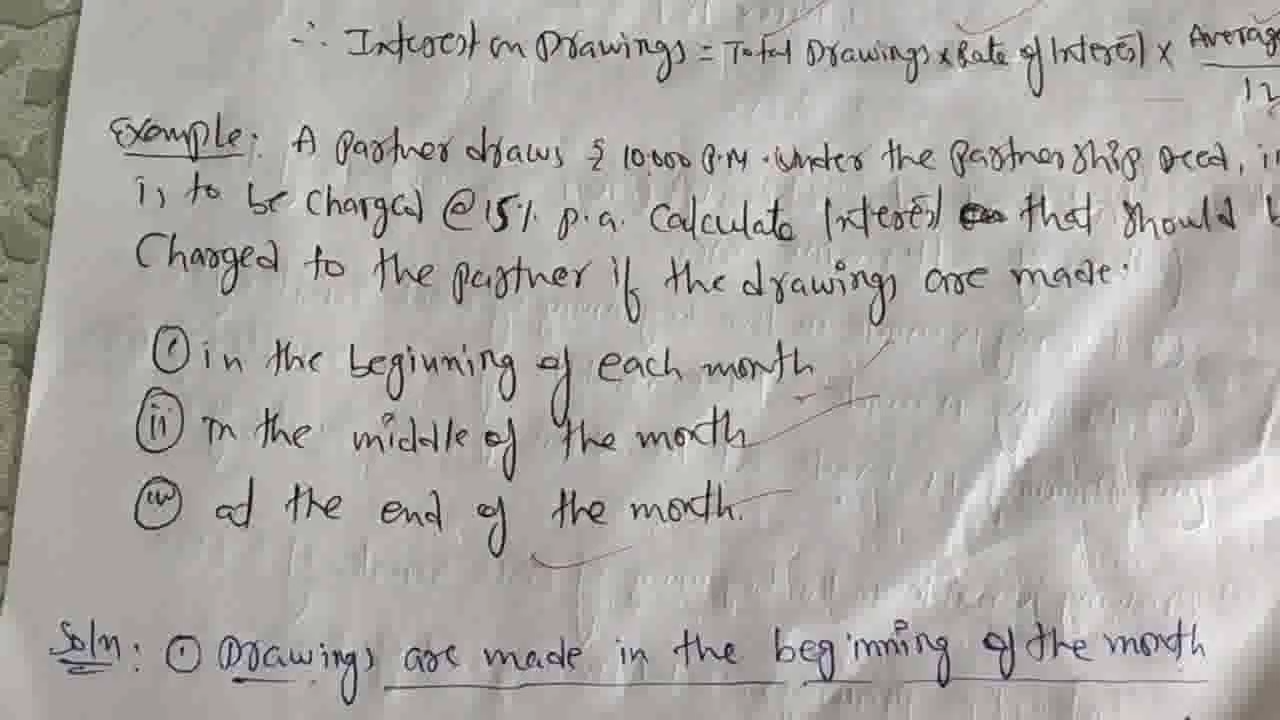 ∴ Interest on Drawings = Total Drawings × Rate of Interest × Average
12
Example: A partner draws ₹ 10,000 P.M. Under the partnership Deed,
is to be charged @ 15% p.a. Calculate Interest that should
Charged to the partner if the drawings are made:
(i) in the beginning of each month
(ii) in the middle of the month
(iii) at the end of the month.
Soln: (i) Drawings are made in the beginning of the month